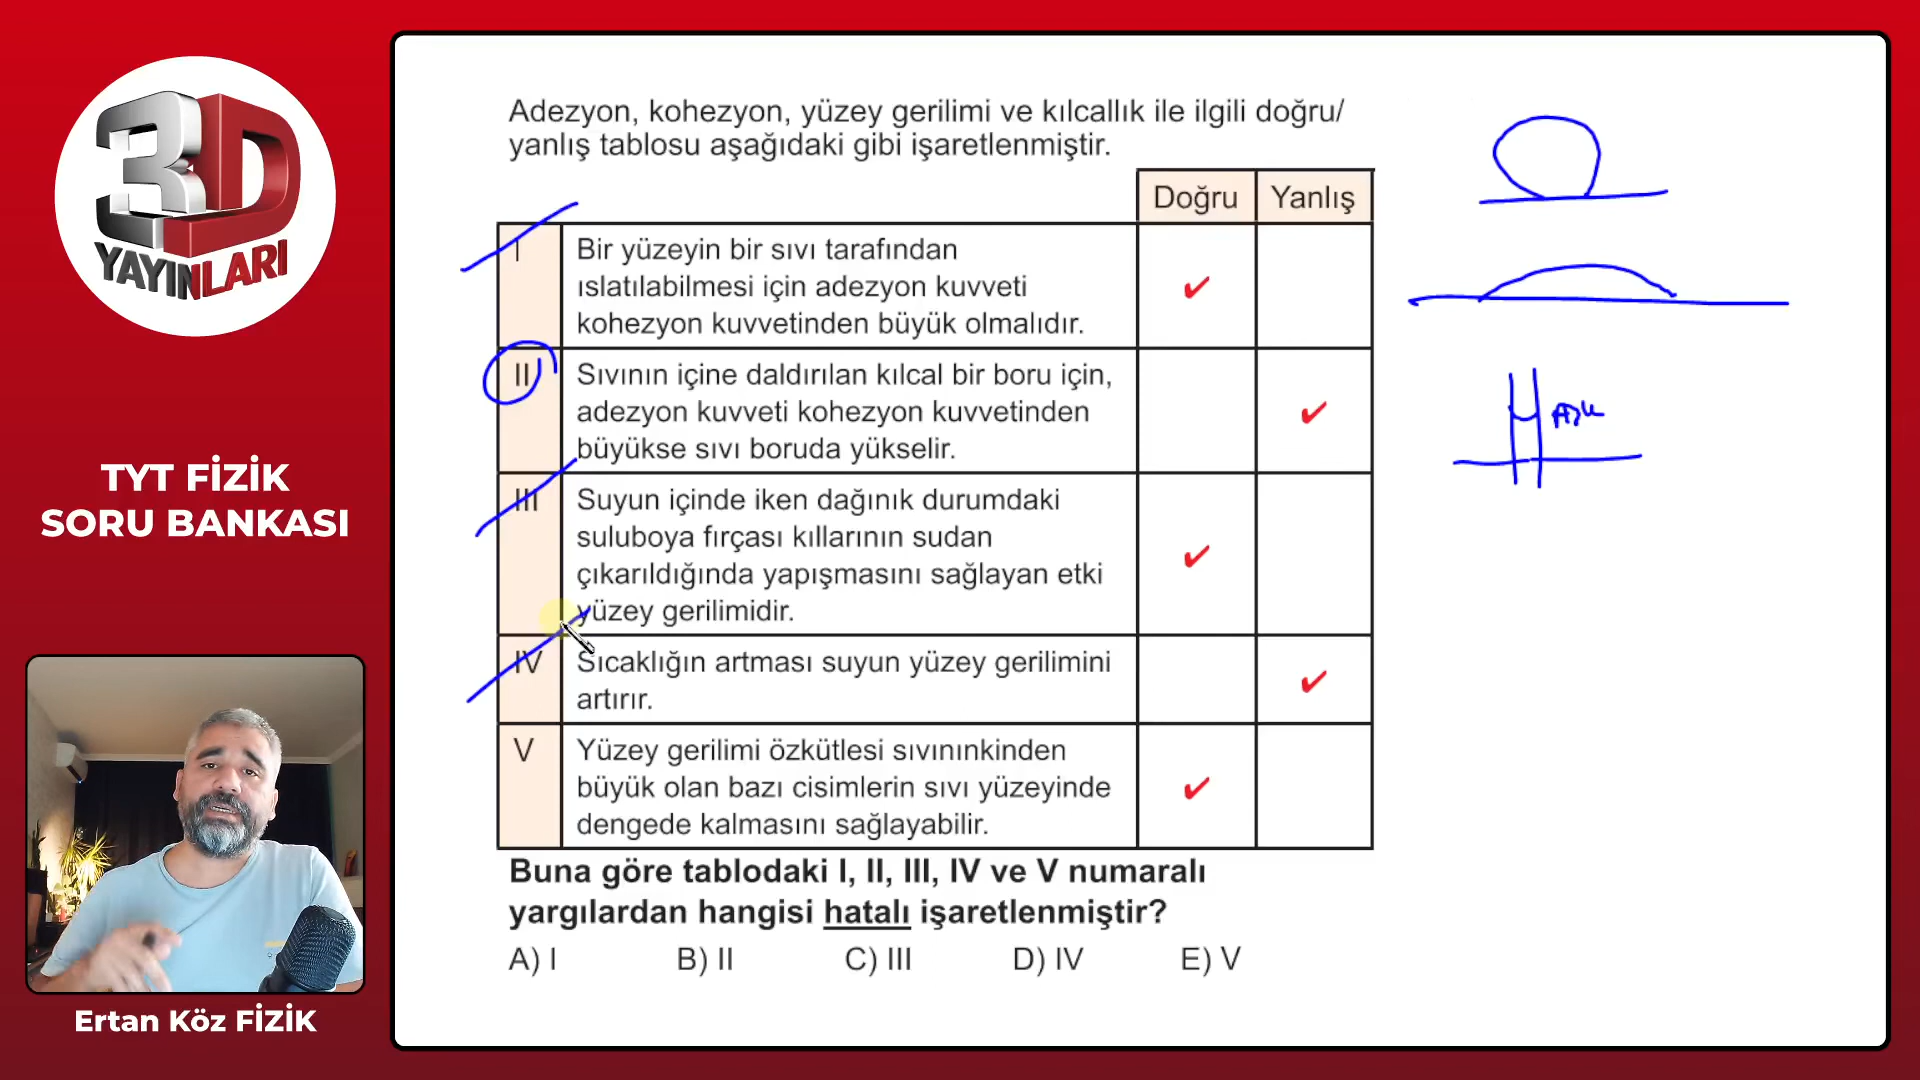 3D
YAYINLARI
TYT FİZİK
SORU BANKASI
Ertan Köz FİZİK
Adezyon, kohezyon, yüzey gerilimi ve kılcallık ile ilgili doğru/
yanlış tablosu aşağıdaki gibi işaretlenmiştir.
Doğru Yanlış
I Bir yüzeyin bir sıvı tarafından
ıslatılabilmesi için adezyon kuvveti
kohezyon kuvvetinden büyük olmalıdır.
II Sıvının içine daldırılan kılcal bir boru için,
adezyon kuvveti kohezyon kuvvetinden
büyükse sıvı boruda yükselir.
III Suyun içinde iken dağınık durumdaki
suluboya fırçası kıllarının sudan
çıkarıldığında yapışmasını sağlayan etki
yüzey gerilimidir.
IV Sıcaklığın artması suyun yüzey gerilimini
artırır.
V Yüzey gerilimi özkütlesi sıvınınkinden
büyük olan bazı cisimlerin sıvı yüzeyinde
dengede kalmasını sağlayabilir.
Buna göre tablodaki I, II, III, IV ve V numaralı
yargılardan hangisi hatalı işaretlenmiştir?
A) I B) II C) III D) IV E) V